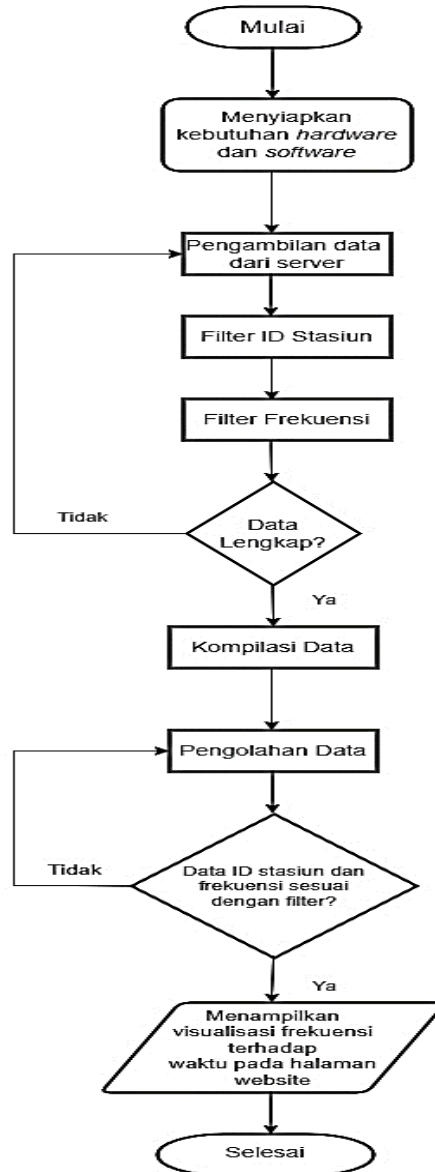 Mulai
Menyiapkan
kebutuhan hardware
dan software
Pengambilan data
dari server
Filter ID Stasiun
Filter Frekuensi
Data
Lengkap?
Tidak
Ya
Kompilasi Data
Pengolahan Data
Data ID stasiun dan
frekuensi sesuai
dengan filter?
Tidak
Ya
Menampilkan
visualisasi frekuensi
terhadap
waktu pada halaman
website
Selesai